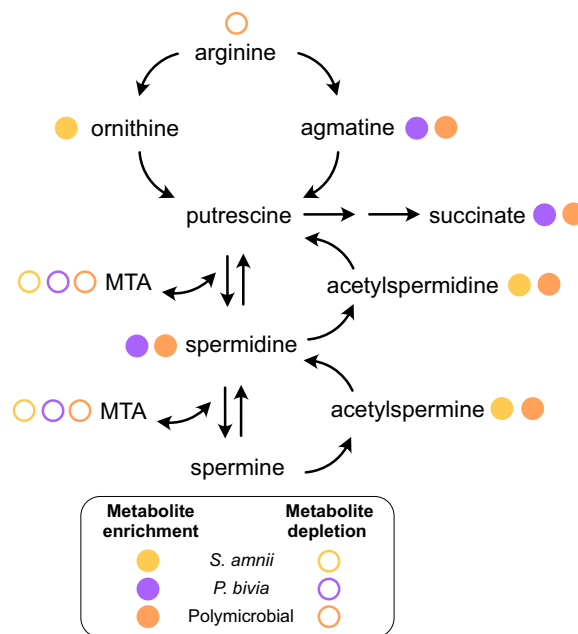 arginine
ornithine
agmatine
putrescine
succinate
MTA
acetylspermidine
spermidine
MTA
acetylspermine
spermine
Metabolite enrichment
Metabolite depletion
S. amnii
P. bivia
Polymicrobial